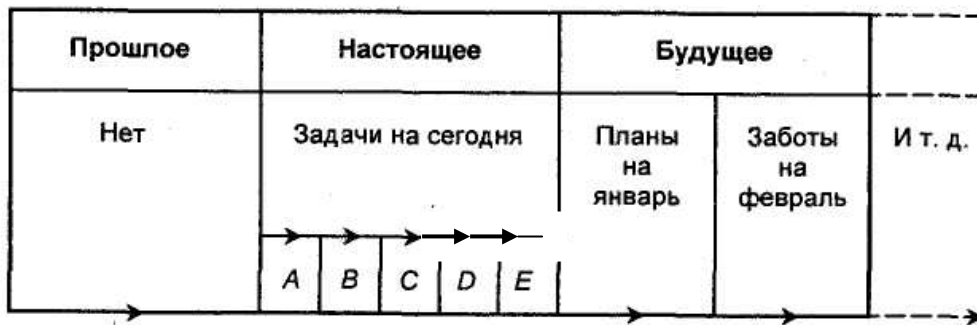 Прошлое Настоящее Будущее
Нет Задачи на сегодня Планы на январь Заботы на февраль И т. д.
A B C D E